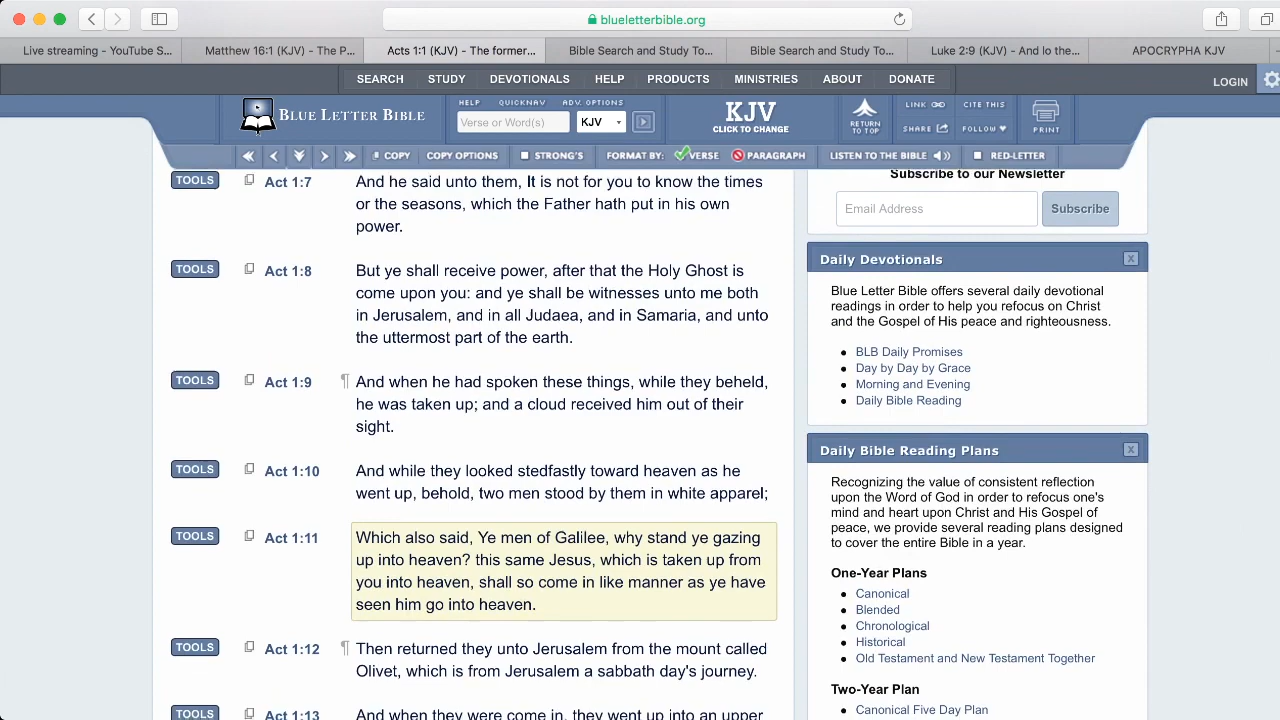 blueletterbible.org
Live streaming - YouTube S...
Matthew 16:1 (KJV) - The P...
Acts 1:1 (KJV) - The former...
Bible Search and Study To...
Bible Search and Study To...
Luke 2:9 (KJV) - And lo the...
APOCRYPHA KJV
SEARCH STUDY DEVOTIONALS HELP PRODUCTS MINISTRIES ABOUT DONATE
LOGIN
BLUE LETTER BIBLE
HELP QUICKNAV ADV. OPTIONS
Verse or Word(s) KJV
KJV
CLICK TO CHANGE
RETURN
TO TOP
LINK CITE THIS
SHARE FOLLOW
PRINT
COPY COPY OPTIONS STRONG'S FORMAT BY: VERSE PARAGRAPH LISTEN TO THE BIBLE RED-LETTER
TOOLS Act 1:7 And he said unto them, It is not for you to know the times
or the seasons, which the Father hath put in his own
power.
TOOLS Act 1:8 But ye shall receive power, after that the Holy Ghost is
come upon you: and ye shall be witnesses unto me both
in Jerusalem, and in all Judaea, and in Samaria, and unto
the uttermost part of the earth.
TOOLS Act 1:9 ¶ And when he had spoken these things, while they beheld,
he was taken up; and a cloud received him out of their
sight.
TOOLS Act 1:10 And while they looked stedfastly toward heaven as he
went up, behold, two men stood by them in white apparel;
TOOLS Act 1:11 Which also said, Ye men of Galilee, why stand ye gazing
up into heaven? this same Jesus, which is taken up from
you into heaven, shall so come in like manner as ye have
seen him go into heaven.
TOOLS Act 1:12 ¶ Then returned they unto Jerusalem from the mount called
Olivet, which is from Jerusalem a sabbath day's journey.
TOOLS Act 1:13 And when they were come in, they went up into an upper
Subscribe to our Newsletter
Email Address Subscribe
Daily Devotionals x
Blue Letter Bible offers several daily devotional
readings in order to help you refocus on Christ
and the Gospel of His peace and righteousness.
● BLB Daily Promises
● Day by Day by Grace
● Morning and Evening
● Daily Bible Reading
Daily Bible Reading Plans x
Recognizing the value of consistent reflection
upon the Word of God in order to refocus one's
mind and heart upon Christ and His Gospel of
peace, we provide several reading plans designed
to cover the entire Bible in a year.
One-Year Plans
● Canonical
● Blended
● Chronological
● Historical
● Old Testament and New Testament Together
Two-Year Plan
● Canonical Five Day Plan